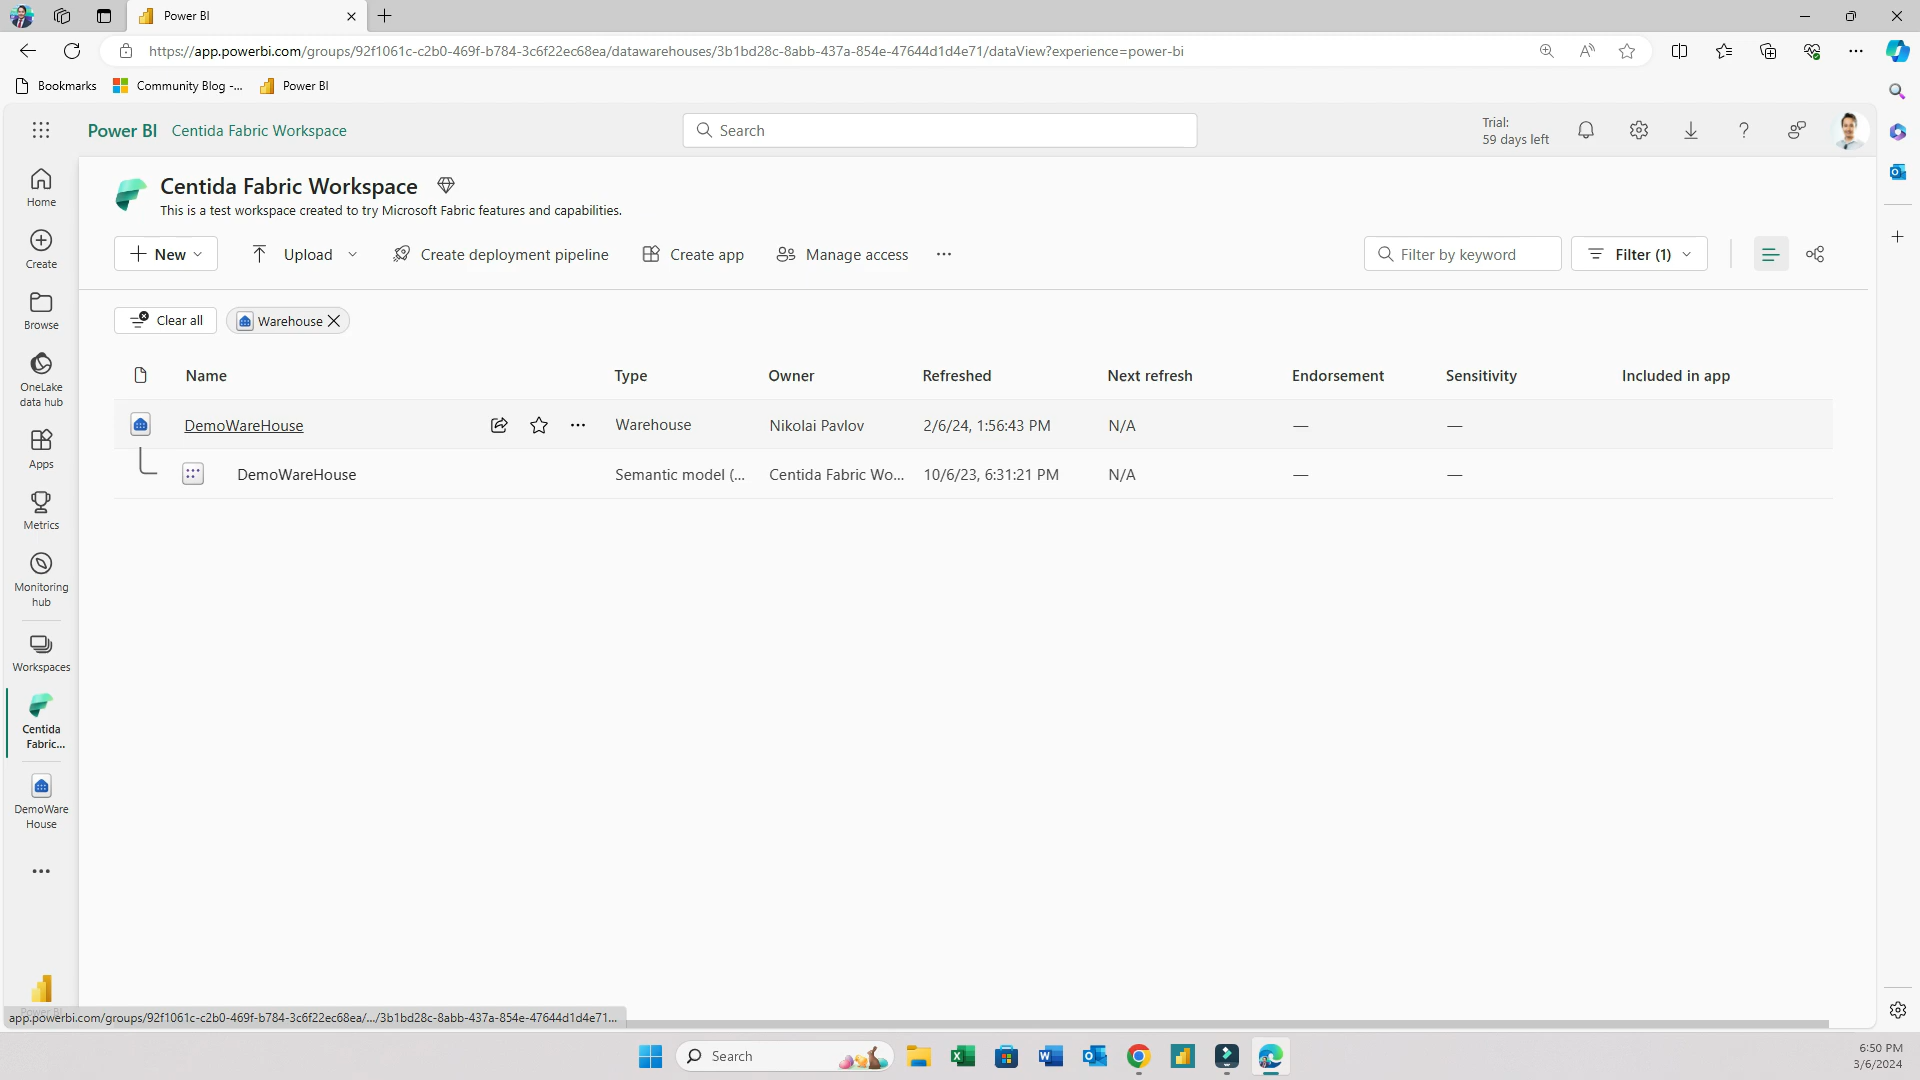 Power BI
https://app.powerbi.com/groups/92f1061c-c2b0-469f-b784-3c6f22ec68ea/datawarehouses/3b1bd28c-8abb-437a-854e-47644d1d4e71/dataView?experience=power-bi
Bookmarks Community Blog -... Power BI
Power BI Centida Fabric Workspace Search Trial: 59 days left
Centida Fabric Workspace
This is a test workspace created to try Microsoft Fabric features and capabilities.
New Upload Create deployment pipeline Create app Manage access ... Filter by keyword Filter (1)
Clear all Warehouse
Name Type Owner Refreshed Next refresh Endorsement Sensitivity Included in app
DemoWareHouse Warehouse Nikolai Pavlov 2/6/24, 1:56:43 PM N/A — —
DemoWareHouse Semantic model (... Centida Fabric Wo... 10/6/23, 6:31:21 PM N/A — —
Home
Create
Browse
OneLake
data hub
Apps
Metrics
Monitoring
hub
Workspaces
Centida
Fabric...
DemoWare
House
app.powerbi.com/groups/92f1061c-c2b0-469f-b784-3c6f22ec68ea/.../3b1bd28c-8abb-437a-854e-47644d1d4e71...
Search
6:50 PM
3/6/2024